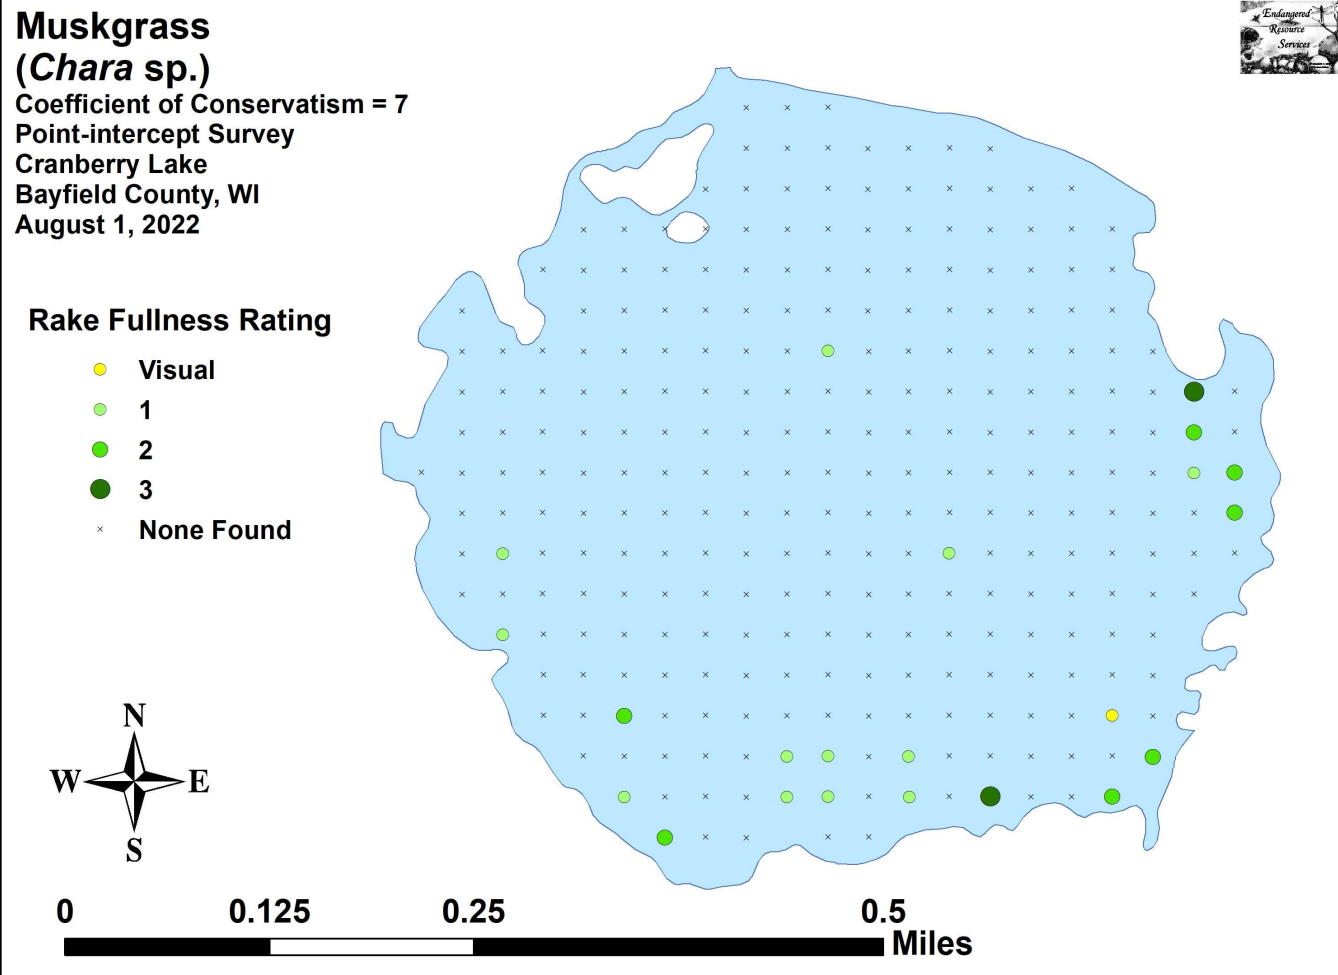 Muskgrass
(Chara sp.)
Coefficient of Conservatism = 7
Point-intercept Survey
Cranberry Lake
Bayfield County, WI
August 1, 2022
Endangered
Resource
Services
Rake Fullness Rating
Visual
1
2
3
None Found
N
W E
S
0 0.125 0.25 0.5
Miles